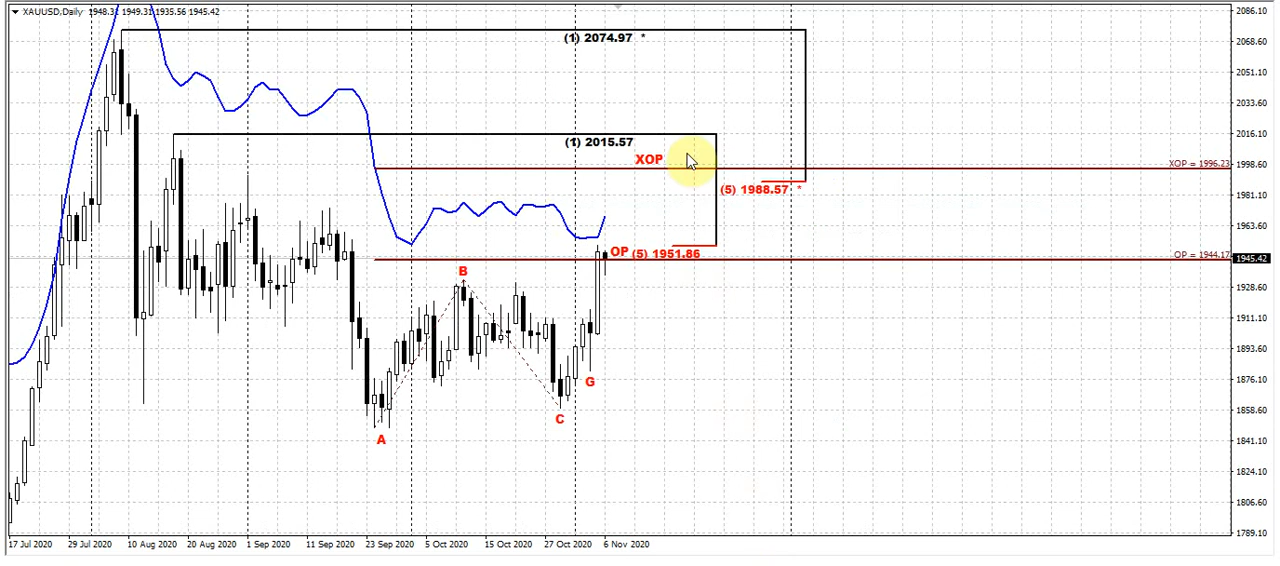 XAUUSD,Daily 1948.31 1949.31 1935.56 1945.42
(1) 2074.97 *
(1) 2015.57
XOP
XOP = 1996.23
(5) 1988.57 *
OP (5) 1951.86
OP = 1944.17
B
G
C
A
2086.10
2068.60
2051.10
2033.60
2016.10
1998.60
1981.10
1963.60
1945.42
1928.60
1911.10
1893.60
1876.10
1858.60
1841.10
1824.10
1806.60
1789.10
17 Jul 2020 29 Jul 2020 10 Aug 2020 20 Aug 2020 1 Sep 2020 11 Sep 2020 23 Sep 2020 5 Oct 2020 15 Oct 2020 27 Oct 2020 6 Nov 2020